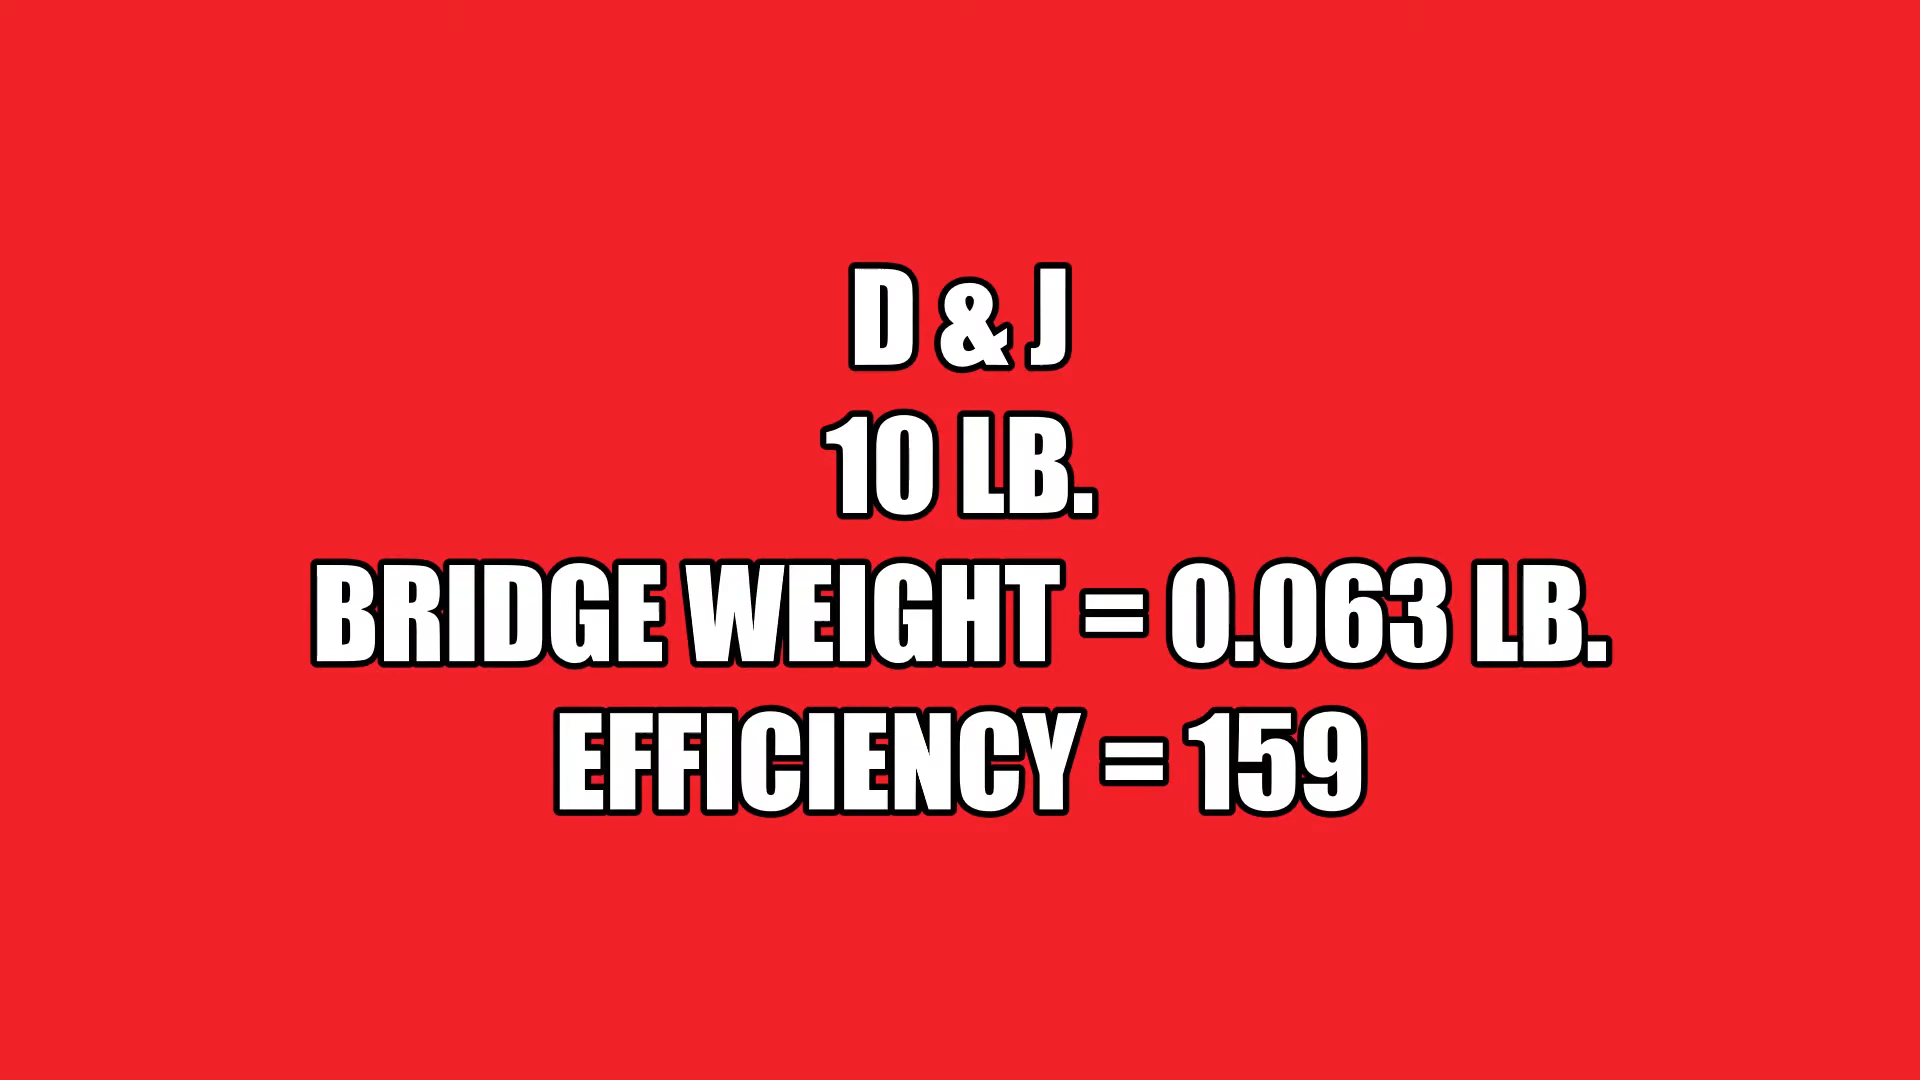 D & J
10 LB.
BRIDGE WEIGHT = 0.063 LB.
EFFICIENCY = 159